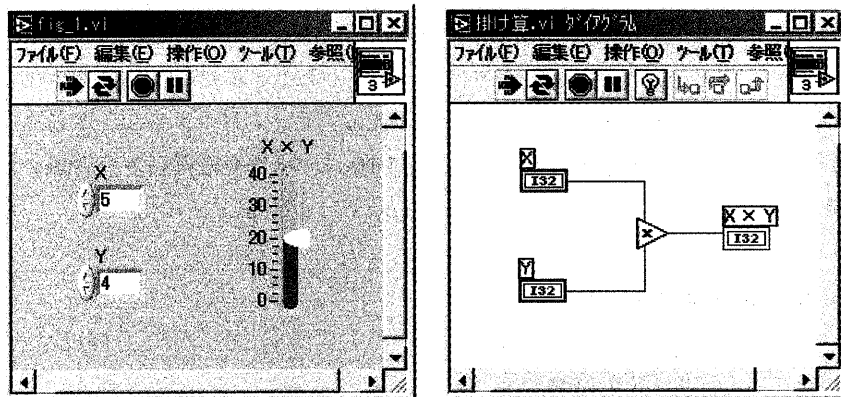 fig_1.vi
ファイル(F) 編集(E) 操作(O) ツール(T) 参照(
3
X × Y
X
5
Y
4
40
30
20
10
0
掛け算.vi ダイアグラム
ファイル(F) 編集(E) 操作(O) ツール(T) 参照(
3
X
I32
Y
I32
×
X × Y
I32